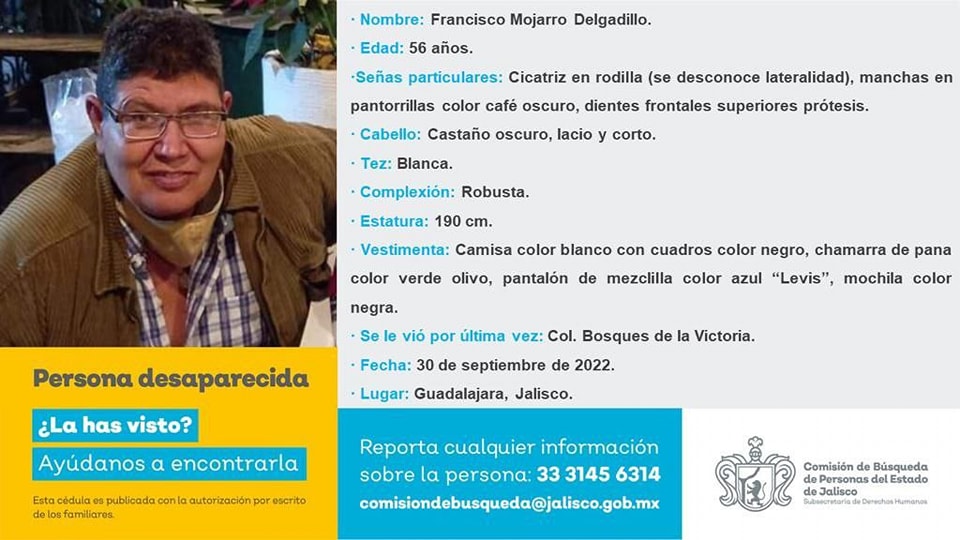 · Nombre: Francisco Mojarro Delgadillo.
· Edad: 56 años.
·Señas particulares: Cicatriz en rodilla (se desconoce lateralidad), manchas en
pantorrillas color café oscuro, dientes frontales superiores prótesis.
· Cabello: Castaño oscuro, lacio y corto.
· Tez: Blanca.
· Complexión: Robusta.
· Estatura: 190 cm.
· Vestimenta: Camisa color blanco con cuadros color negro, chamarra de pana
color verde olivo, pantalón de mezclilla color azul “Levis”, mochila color
negra.
· Se le vió por última vez: Col. Bosques de la Victoria.
· Fecha: 30 de septiembre de 2022.
· Lugar: Guadalajara, Jalisco.
Persona desaparecida
¿La has visto?
Ayúdanos a encontrarla
Esta cédula es publicada con la autorización por escrito
de los familiares.
Reporta cualquier información
sobre la persona: 33 3145 6314
comisiondebusqueda@jalisco.gob.mx
Comisión de Búsqueda
de Personas del Estado
de Jalisco
Subsecretaría de Derechos Humanos